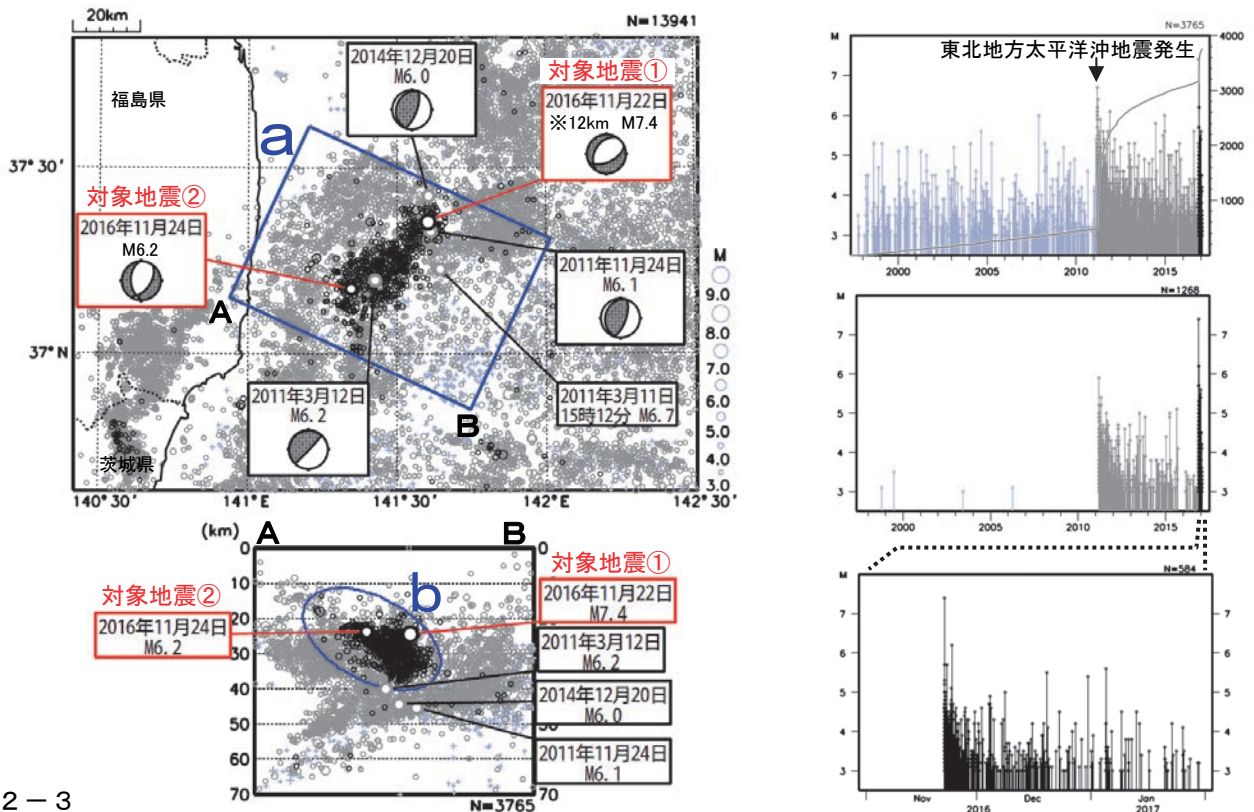 20km
N=13941
福島県
茨城県
a
A
B
2014年12月20日
M6.0
対象地震①
2016年11月22日
※12km M7.4
対象地震②
2016年11月24日
M6.2
2011年11月24日
M6.1
2011年3月11日
15時12分 M6.7
2011年3月12日
M6.2
37°30′
37°N
140°30′
141°E
141°30′
142°E
142°30′
M
9.0
8.0
7.0
6.0
5.0
4.0
3.0
(km)
A
B
0
10
20
30
40
50
60
70
0
50
70
b
対象地震②
2016年11月24日
M6.2
対象地震①
2016年11月22日
M7.4
2011年3月12日
M6.2
2014年12月20日
M6.0
2011年11月24日
M6.1
N=3765
2－3
N=3765
M
東北地方太平洋沖地震発生
7
6
5
4
3
4000
3000
2000
1000
2000
2005
2010
2015
N=1268
M
7
6
5
4
3
7
6
5
4
3
2000
2005
2010
2015
N=584
M
7
6
5
4
3
7
6
5
4
3
Nov
Dec
Jan
2016
2017